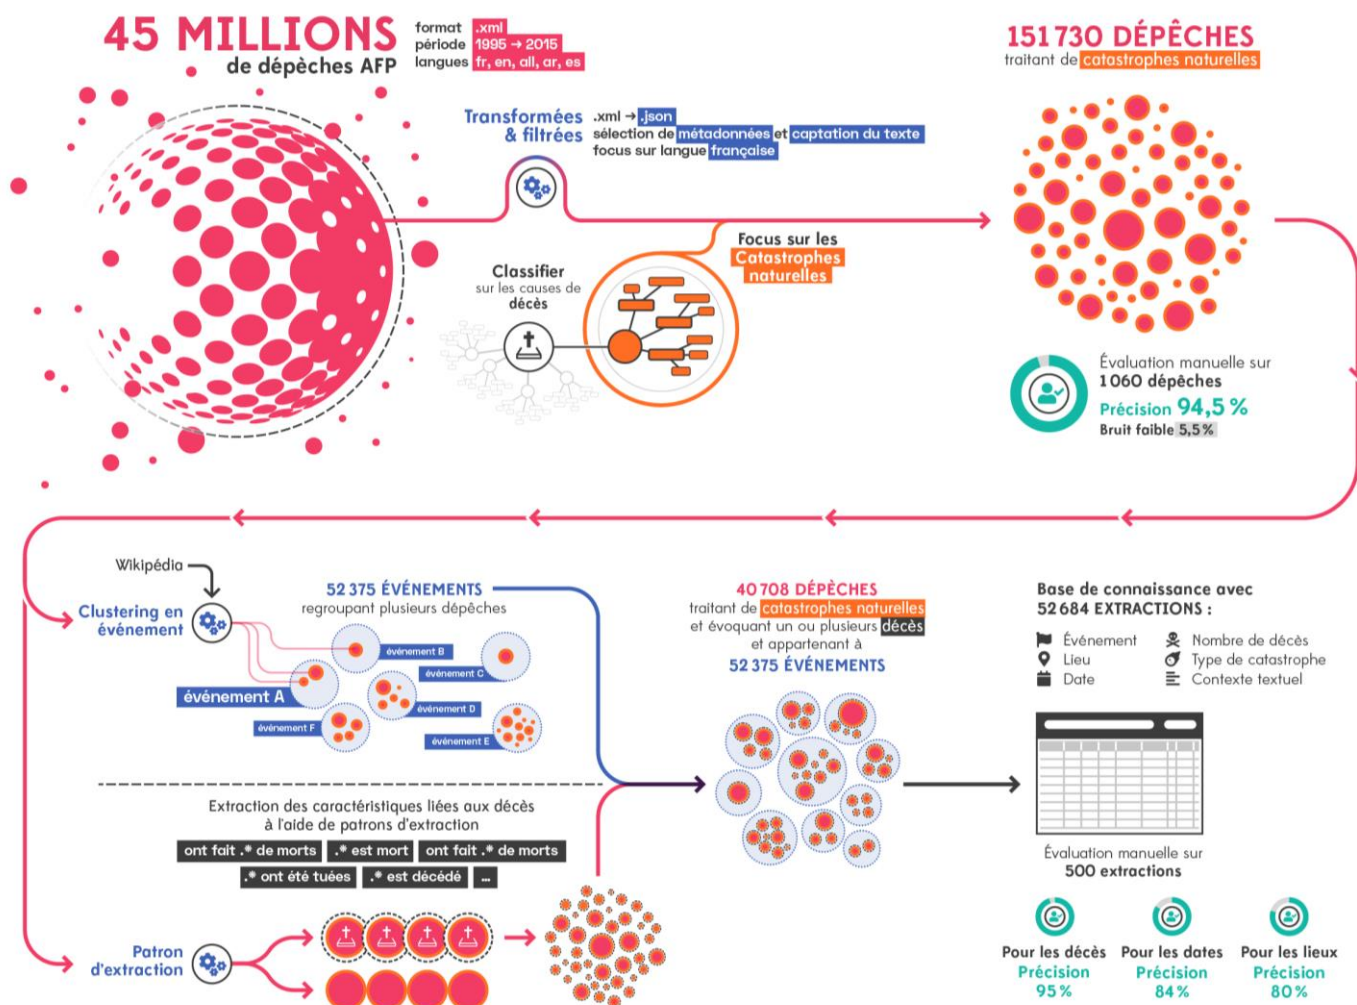 45 MILLIONS
de dépèches AFP
format .xml
période 1995 → 2015
langues fr, en, all, ar, es
151 730 DÉPÊCHES
traitant de catastrophes naturelles
Transformées
& filtrées
.xml → .json
sélection de métadonnées et captation du texte
focus sur langue française
Focus sur les
Catastrophes
naturelles
Classifier
sur les causes de
décès
Évaluation manuelle sur
1 060 dépêches
Précision 94,5 %
Bruit faible 5,5 %
Wikipédia
Clustering en
événement
52 375 ÉVÉNEMENTS
regroupant plusieurs dépêches
événement B
événement C
événement A
événement D
événement F
événement E
40 708 DÉPÊCHES
traitant de catastrophes naturelles
et évoquant un ou plusieurs décès
et appartenant à
52 375 ÉVÉNEMENTS
Base de connaissance avec
52 684 EXTRACTIONS :
Événement
Lieu
Date
Nombre de décès
Type de catastrophe
Contexte textuel
Extraction des caractéristiques liées aux décès
à l'aide de patrons d'extraction
ont fait .* de morts
.* est mort
ont fait .* de morts
.* ont été tuées
.* est décédé
...
Patron
d'extraction
Évaluation manuelle sur
500 extractions
Pour les décès
Précision
95 %
Pour les dates
Précision
84 %
Pour les lieux
Précision
80 %